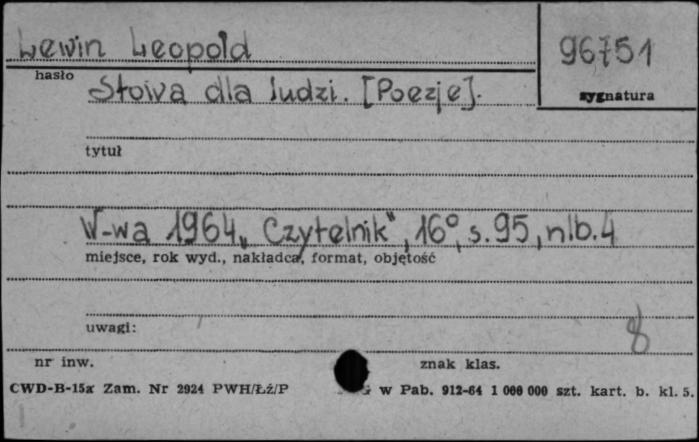 Lewin Leopold
96751
hasło
sygnatura
Słowa dla ludzi. [Poezje].
tytuł
W-wa 1964, "Czytelnik", 16°, s. 95, nlb. 4
miejsce, rok wyd., nakładca, format, objętość
uwagi:
8
nr inw.
znak klas.
CWD-B-15a Zam. Nr 2924 PWH/Łż/P w Pab. 912-64 1 000 000 szt. kart. b. kl. 5.